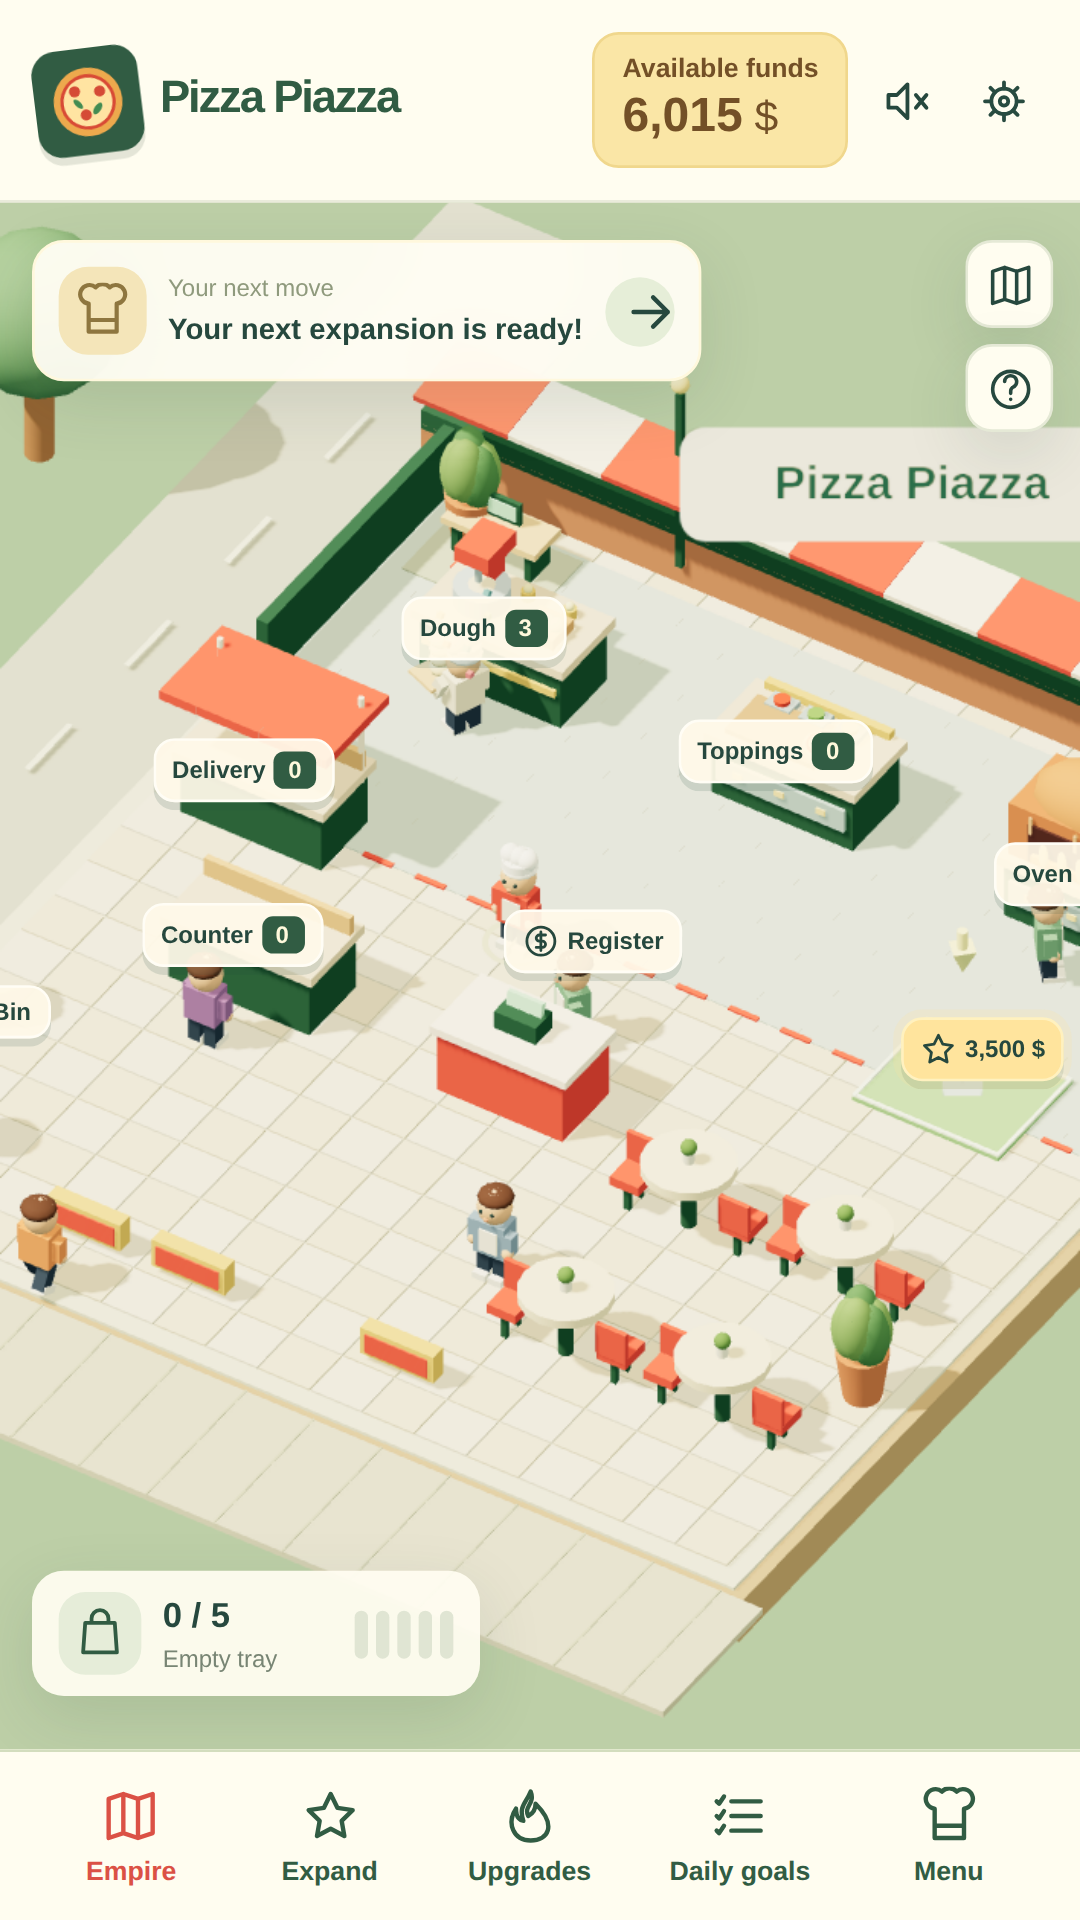 Pizza Piazza
Available funds
6,015 $
Your next move
Your next expansion is ready!
Pizza Piazza
Dough 3
Toppings 0
Delivery 0
Oven
Counter 0
Register
Bin
3,500 $
0 / 5
Empty tray
Empire
Expand
Upgrades
Daily goals
Menu